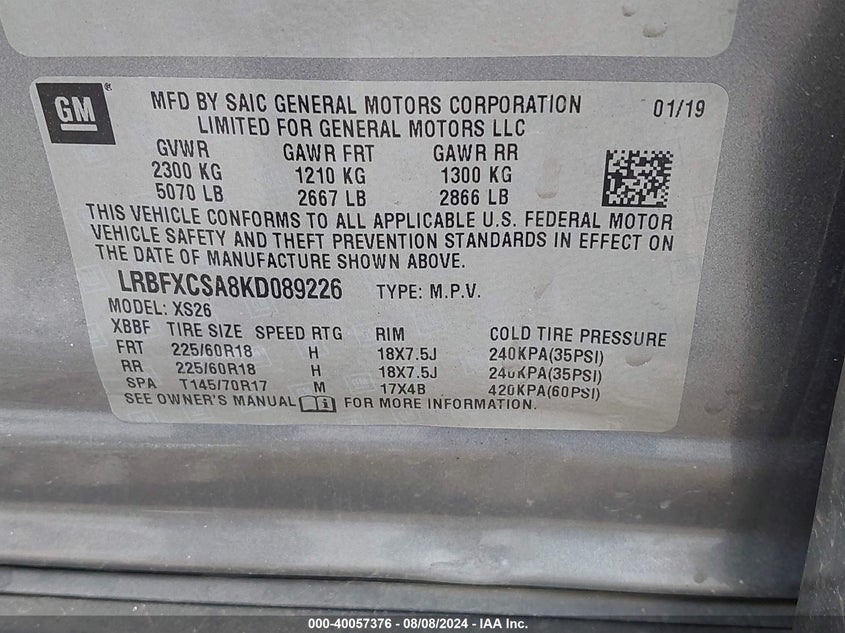 GM ®
MFD BY SAIC GENERAL MOTORS CORPORATION 01/19
LIMITED FOR GENERAL MOTORS LLC
GVWR GAWR FRT GAWR RR
2300 KG 1210 KG 1300 KG
5070 LB 2667 LB 2866 LB
THIS VEHICLE CONFORMS TO ALL APPLICABLE U.S. FEDERAL MOTOR
VEHICLE SAFETY AND THEFT PREVENTION STANDARDS IN EFFECT ON
THE DATE OF MANUFACTURE SHOWN ABOVE.
LRBFXCSA8KD089226 TYPE: M.P.V.
MODEL: XS26
XBBF TIRE SIZE SPEED RTG RIM COLD TIRE PRESSURE
FRT 225/60R18 H 18X7.5J 240KPA(35PSI)
RR 225/60R18 H 18X7.5J 240KPA(35PSI)
SPA T145/70R17 M 17X4B 420KPA(60PSI)
SEE OWNER'S MANUAL FOR MORE INFORMATION.
000-40057376 - 08/08/2024 - IAA Inc.